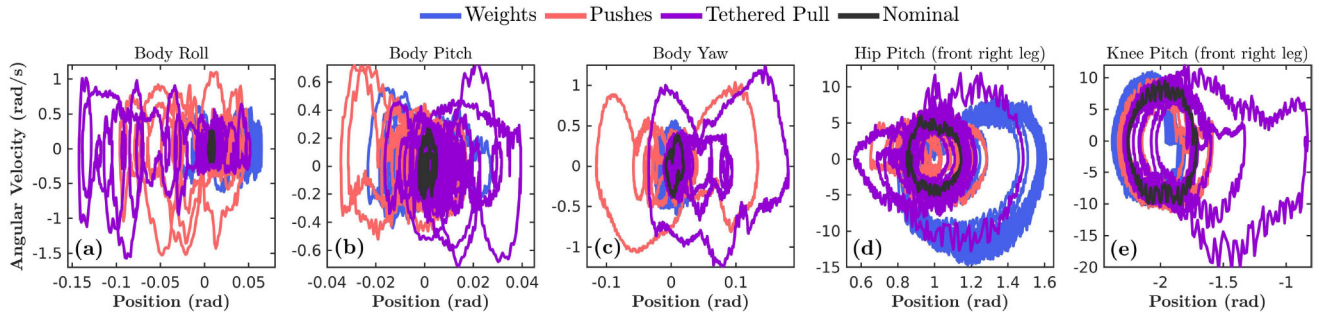 Weights Pushes Tethered Pull Nominal
Body Roll
Angular Velocity (rad/s)
1
0.5
0
-0.5
-1
-1.5
(a)
-0.15 -0.1 -0.05 0 0.05
Position (rad)
Body Pitch
0.6
0.4
0.2
0
-0.2
-0.4
-0.6
(b)
-0.04 -0.02 0 0.02 0.04
Position (rad)
Body Yaw
1
0.5
0
-0.5
-1
(c)
-0.1 0 0.1
Position (rad)
Hip Pitch (front right leg)
10
5
0
-5
-10
-15
(d)
0.6 0.8 1 1.2 1.4 1.6
Position (rad)
Knee Pitch (front right leg)
10
5
0
-5
-10
-15
-20
(e)
-2 -1.5 -1
Position (rad)